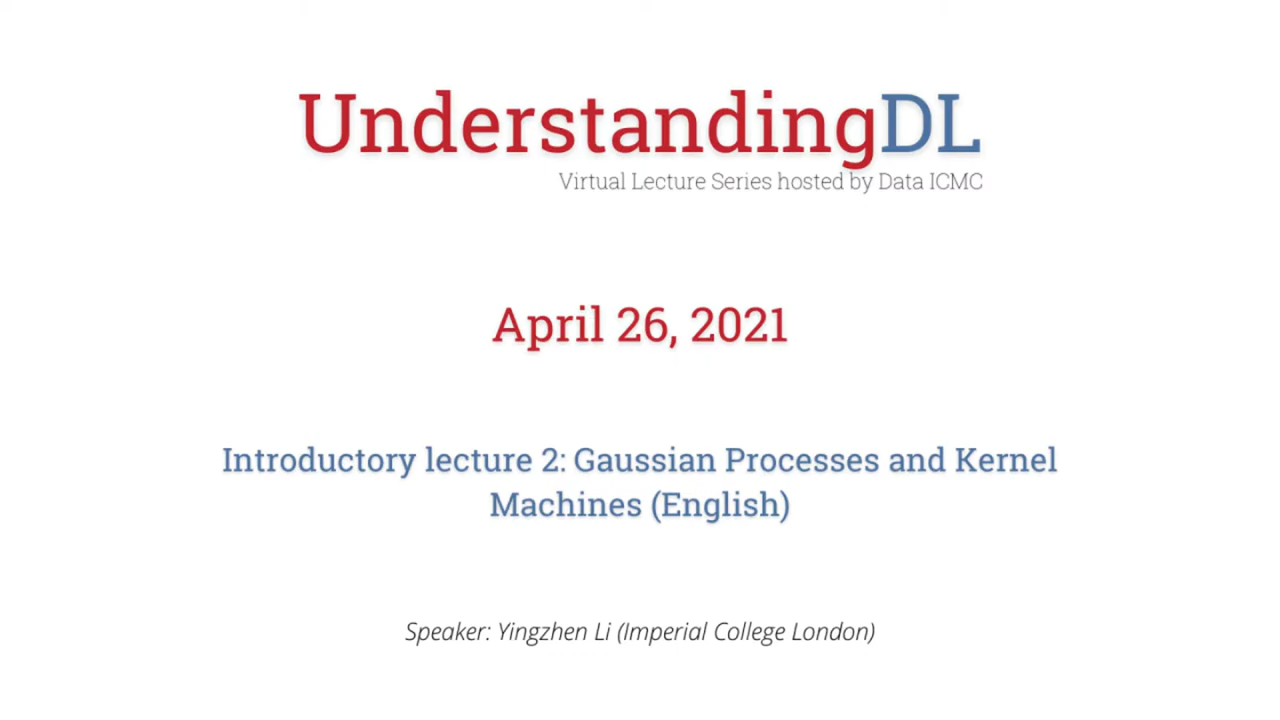 UnderstandingDL
Virtual Lecture Series hosted by Data ICMC
April 26, 2021
Introductory lecture 2: Gaussian Processes and Kernel
Machines (English)
Speaker: Yingzhen Li (Imperial College London)